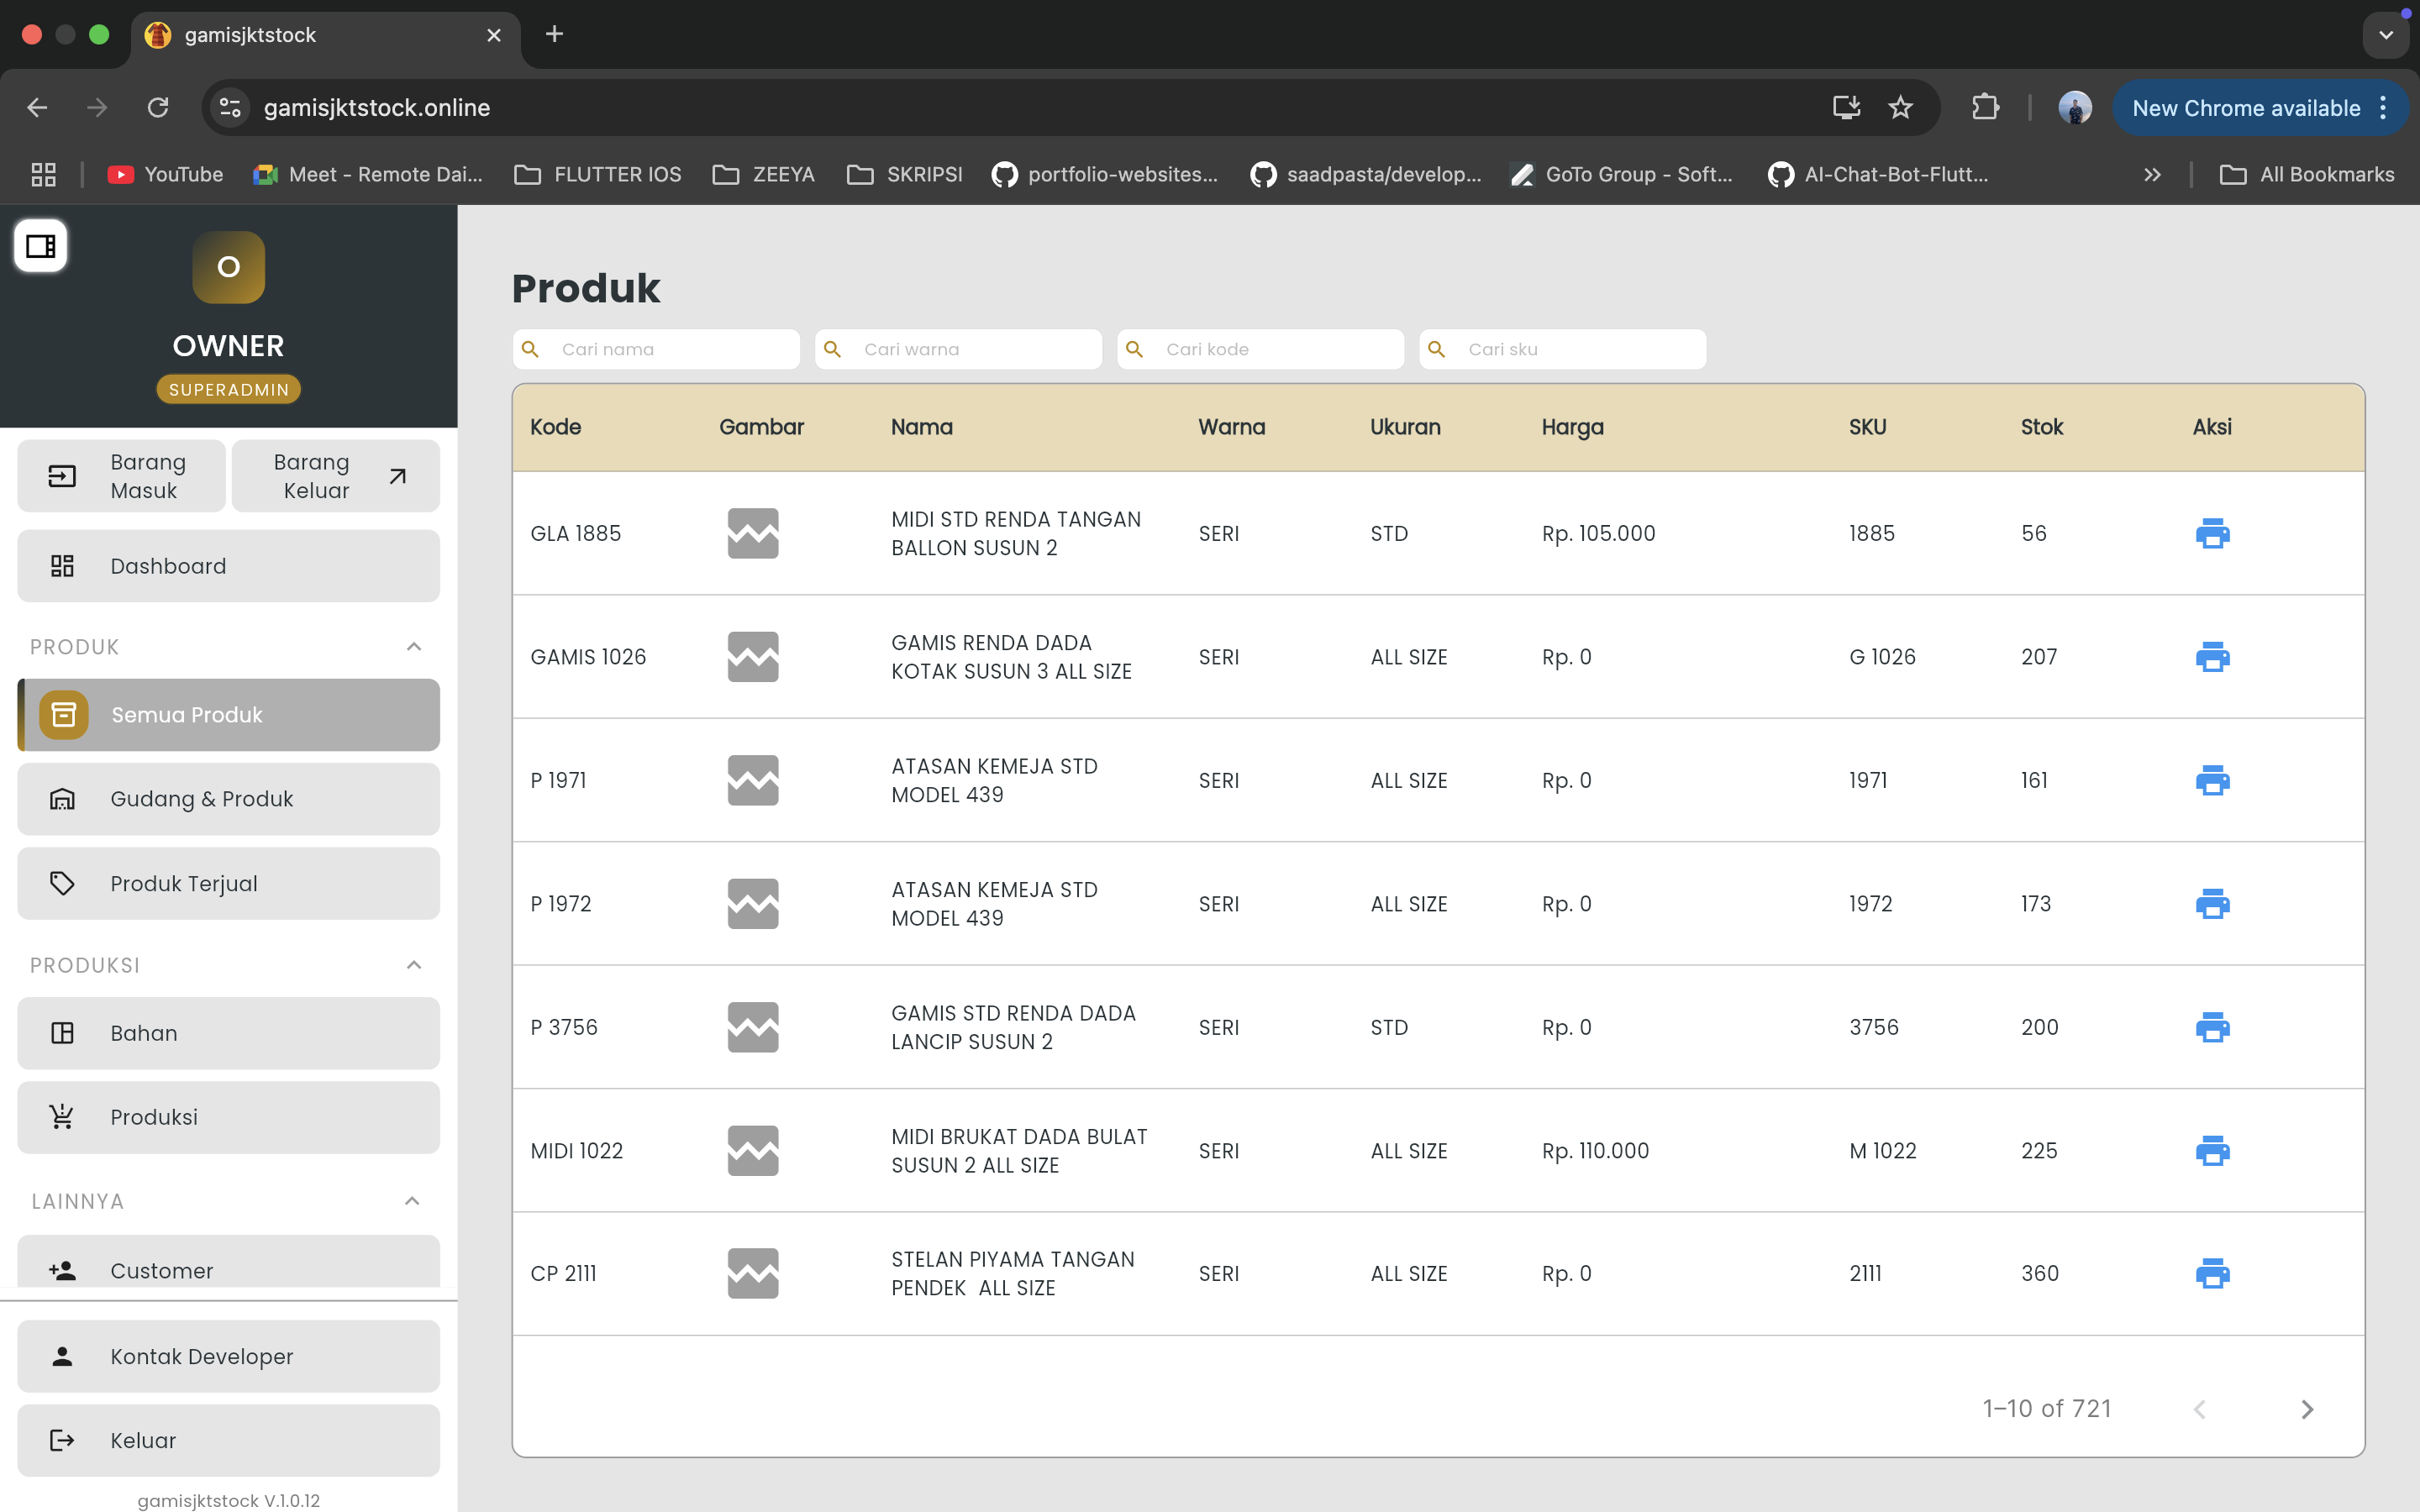 gamisjktstock
gamisjktstock.online
New Chrome available
YouTube
Meet - Remote Dai...
FLUTTER IOS
ZEEYA
SKRIPSI
portfolio-websites...
saadpasta/develop...
GoTo Group - Soft...
AI-Chat-Bot-Flutt...
All Bookmarks
O
OWNER
SUPERADMIN
Barang
Masuk
Barang
Keluar
Dashboard
PRODUK
Semua Produk
Gudang & Produk
Produk Terjual
PRODUKSI
Bahan
Produksi
LAINNYA
Customer
Kontak Developer
Keluar
gamisjktstock V.1.0.12
Produk
Cari nama
Cari warna
Cari kode
Cari sku
Kode Gambar Nama Warna Ukuran Harga SKU Stok Aksi
GLA 1885 MIDI STD RENDA TANGAN SERI STD Rp. 105.000 1885 56
BALLON SUSUN 2
GAMIS 1026 GAMIS RENDA DADA SERI ALL SIZE Rp. 0 G 1026 207
KOTAK SUSUN 3 ALL SIZE
P 1971 ATASAN KEMEJA STD SERI ALL SIZE Rp. 0 1971 161
MODEL 439
P 1972 ATASAN KEMEJA STD SERI ALL SIZE Rp. 0 1972 173
MODEL 439
P 3756 GAMIS STD RENDA DADA SERI STD Rp. 0 3756 200
LANCIP SUSUN 2
MIDI 1022 MIDI BRUKAT DADA BULAT SERI ALL SIZE Rp. 110.000 M 1022 225
SUSUN 2 ALL SIZE
CP 2111 STELAN PIYAMA TANGAN SERI ALL SIZE Rp. 0 2111 360
PENDEK  ALL SIZE
1–10 of 721